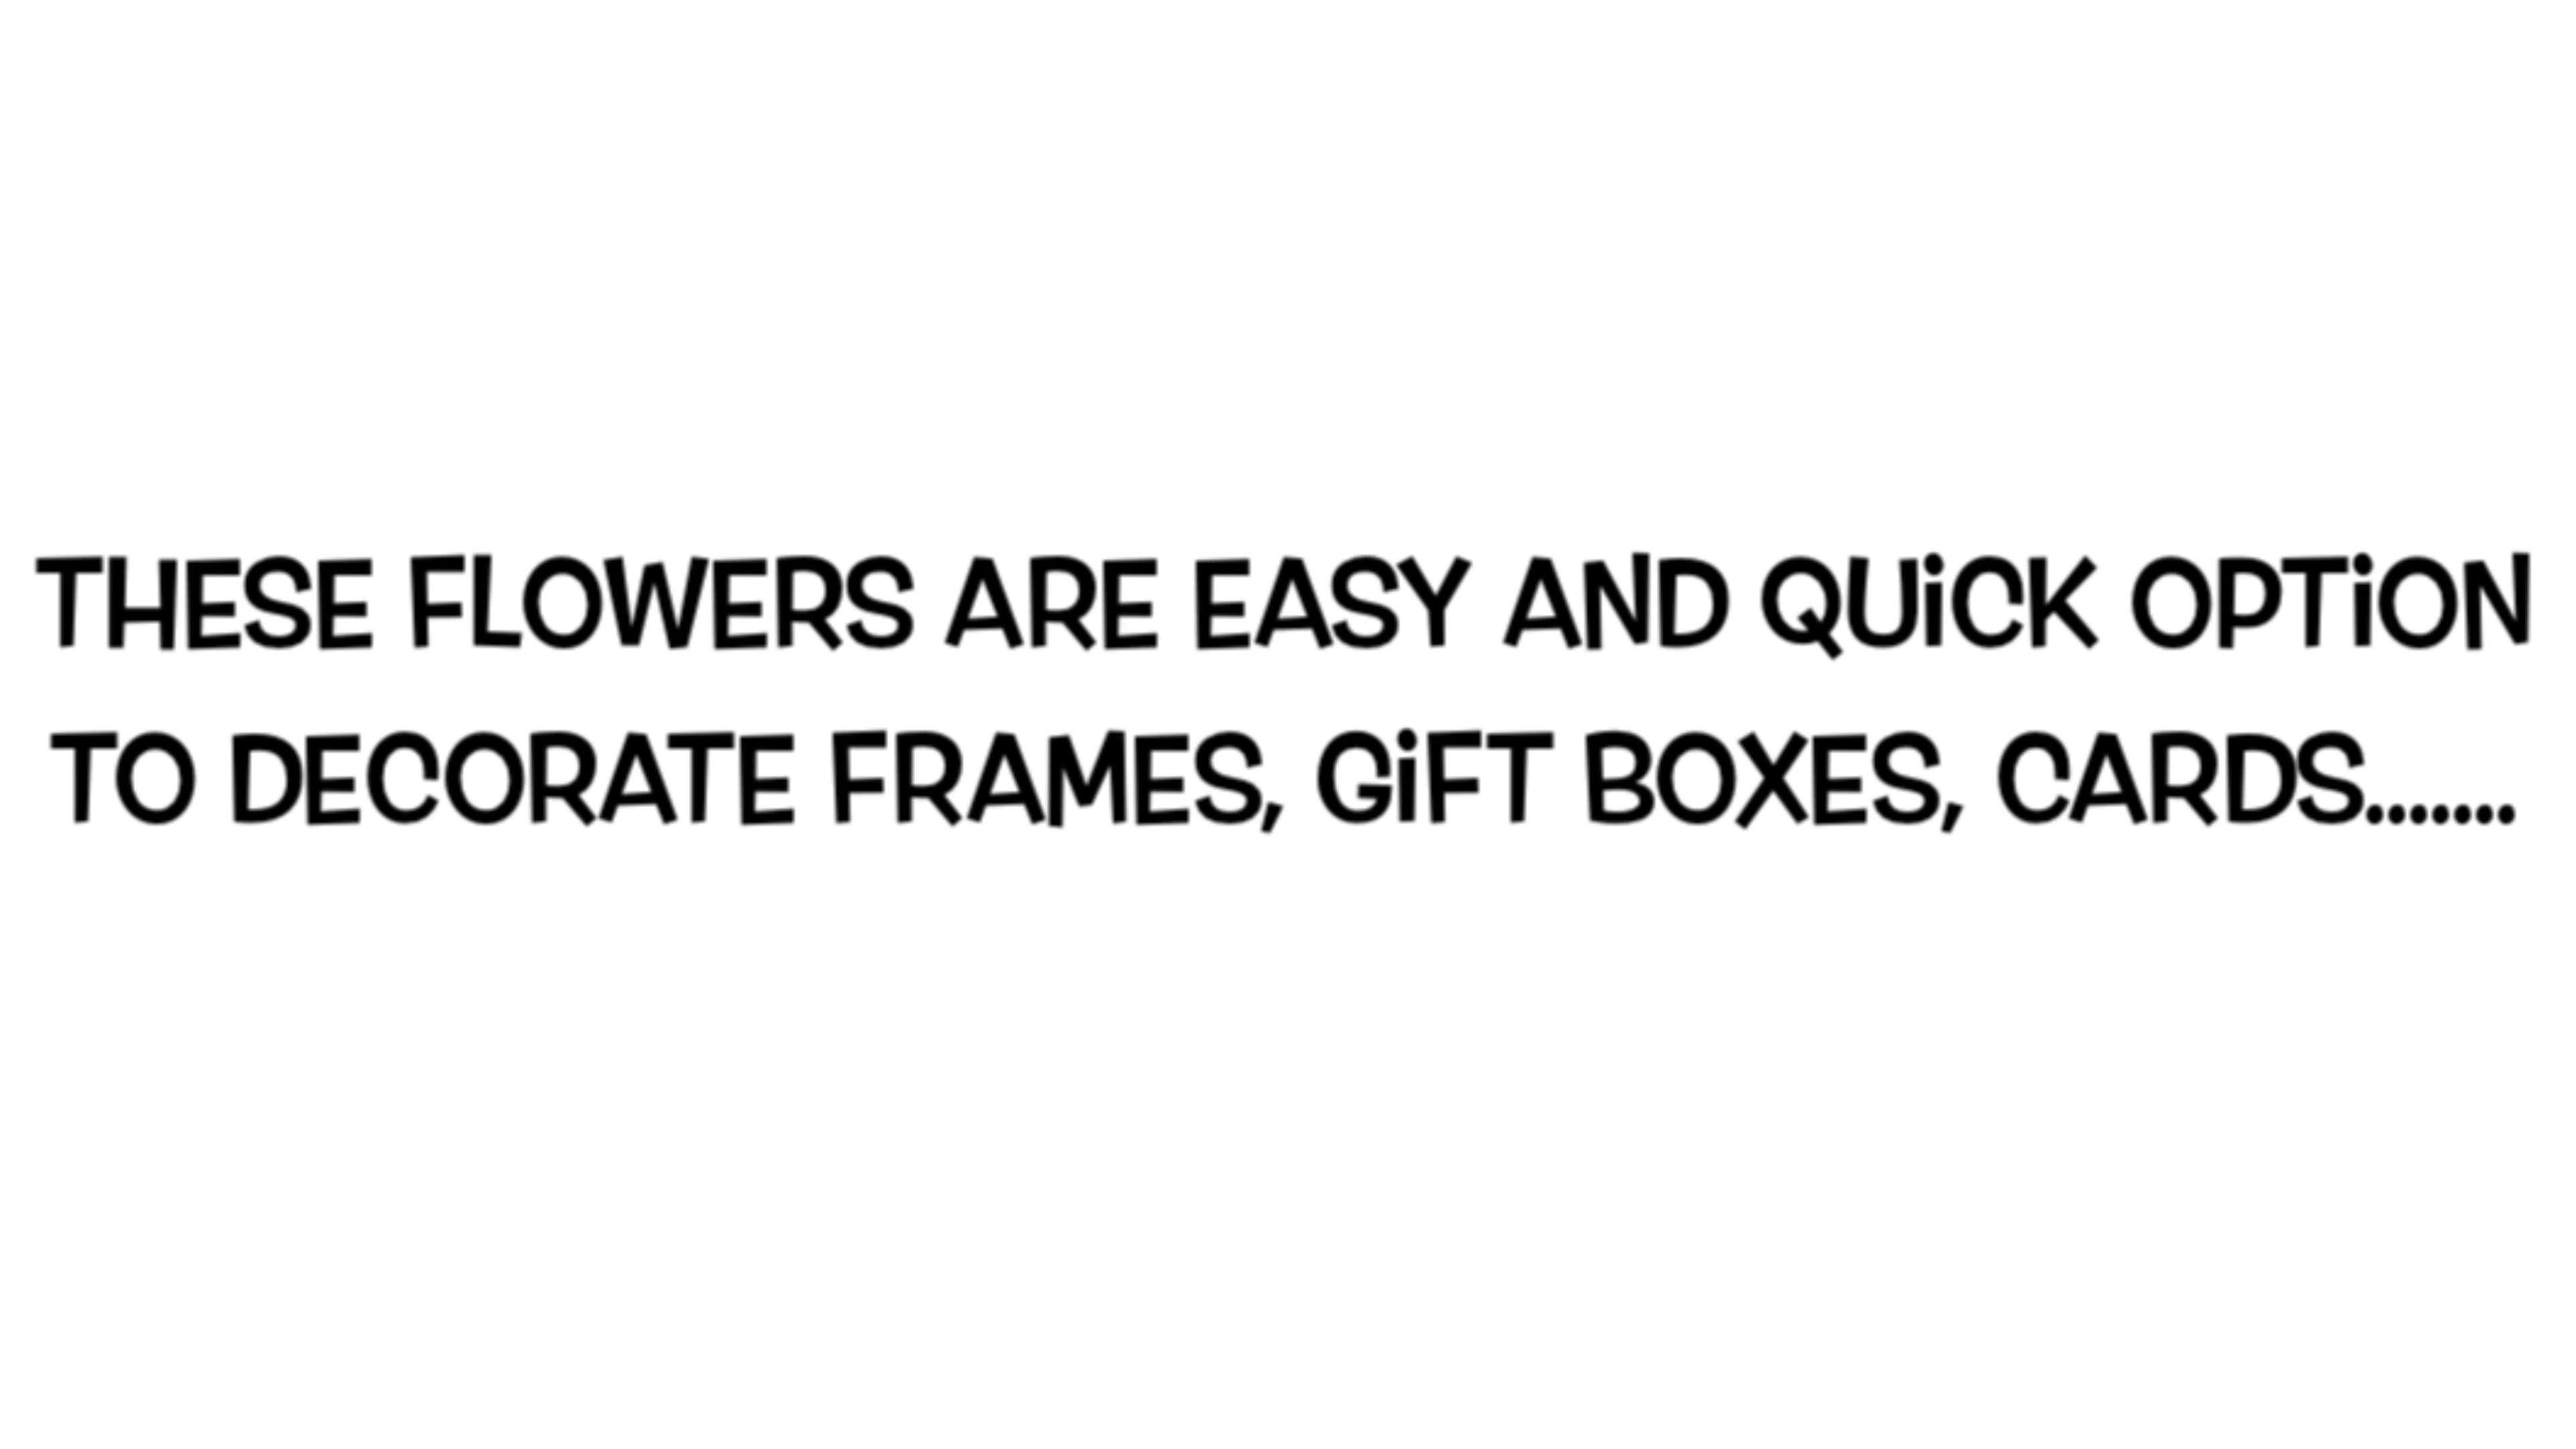 THESE FLOWERS ARE EASY AND QUiCK OPTiON
TO DECORATE FRAMES, GiFT BOXES, CARDS.......